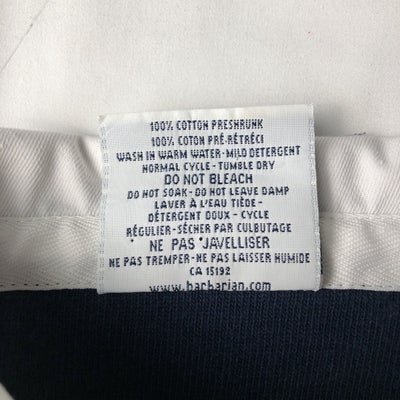 100% COTTON PRESHRUNK
100% COTON PRÉ-RÉTRÉCI
WASH IN WARM WATER-MILD DETERGENT
NORMAL CYCLE-TUMBLE DRY
DO NOT BLEACH
DO NOT SOAK-DO NOT LEAVE DAMP
LAVER À L'EAU TIÈDE-
DÉTERGENT DOUX-CYCLE
RÉGULIER-SÉCHER PAR CULBUTAGE
NE PAS JAVELLISER
NE PAS TREMPER-NE PAS LAISSER HUMIDE
CA 15192
www.barbarian.com